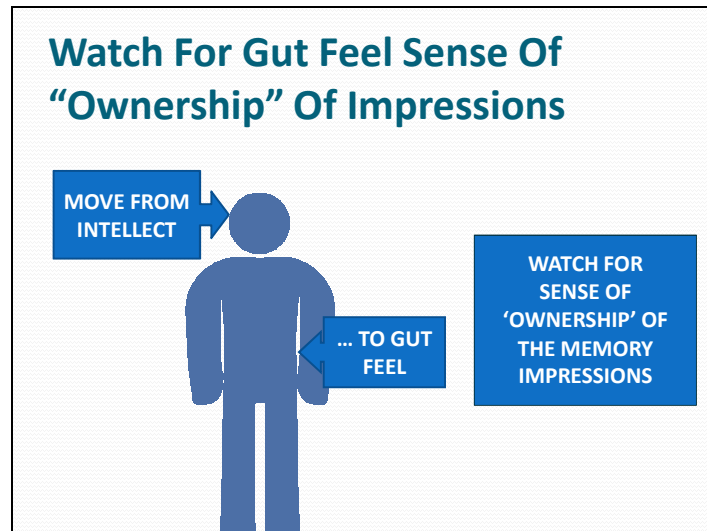 Watch For Gut Feel Sense Of
“Ownership” Of Impressions
MOVE FROM
INTELLECT
… TO GUT
FEEL
WATCH FOR
SENSE OF
‘OWNERSHIP’ OF
THE MEMORY
IMPRESSIONS